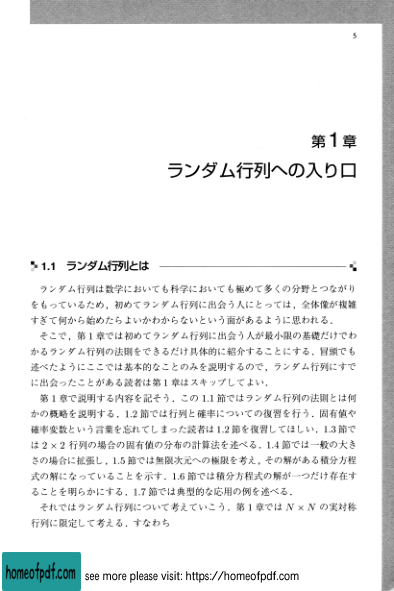 5
第1章
ランダム行列への入り口
1.1 ランダム行列とは
ランダム行列は数学においても科学においても極めて多くの分野とつながり
をもっているため，初めてランダム行列に出会う人にとっては，全体像が複雑
すぎて何から始めたらよいかわからないという面があるように思われる．
そこで，第1章では初めてランダム行列に出会う人が最小限の基礎だけでわ
かるランダム行列の法則をできるだけ具体的に紹介することにする．冒頭でも
述べたようにここでは基本的なことのみを説明するので，ランダム行列にすで
に出会ったことがある読者は第1章はスキップしてよい．
第1章で説明する内容を記そう．この1.1節ではランダム行列の法則とは何
かの概略を説明する．1.2節では行列と確率についての復習を行う．固有値や
確率変数という言葉を忘れてしまった読者は1.2節を復習してほしい．1.3節で
は2×2行列の場合の固有値の分布の計算法を述べる．1.4節では一般の大き
さの場合に拡張し，1.5節では無限次元への極限を考え，その解がある積分方程
式の解になっていることを示す．1.6節では積分方程式の解が一つだけ存在す
ることを明らかにする．1.7節では典型的な応用の例を述べる．
それではランダム行列について考えていこう．第1章ではN×Nの実対称
行列に限定して考える．すなわち
homeofpdf.com
see more please visit: https://homeofpdf.com